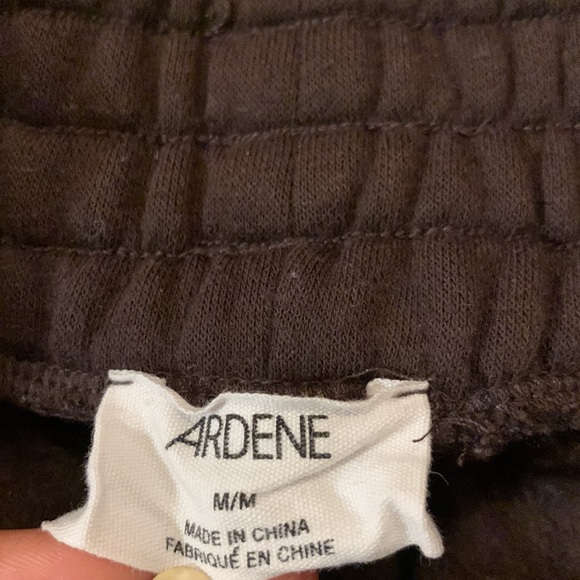 ARDENE
M/M
MADE IN CHINA
FABRIQUÉ EN CHINE